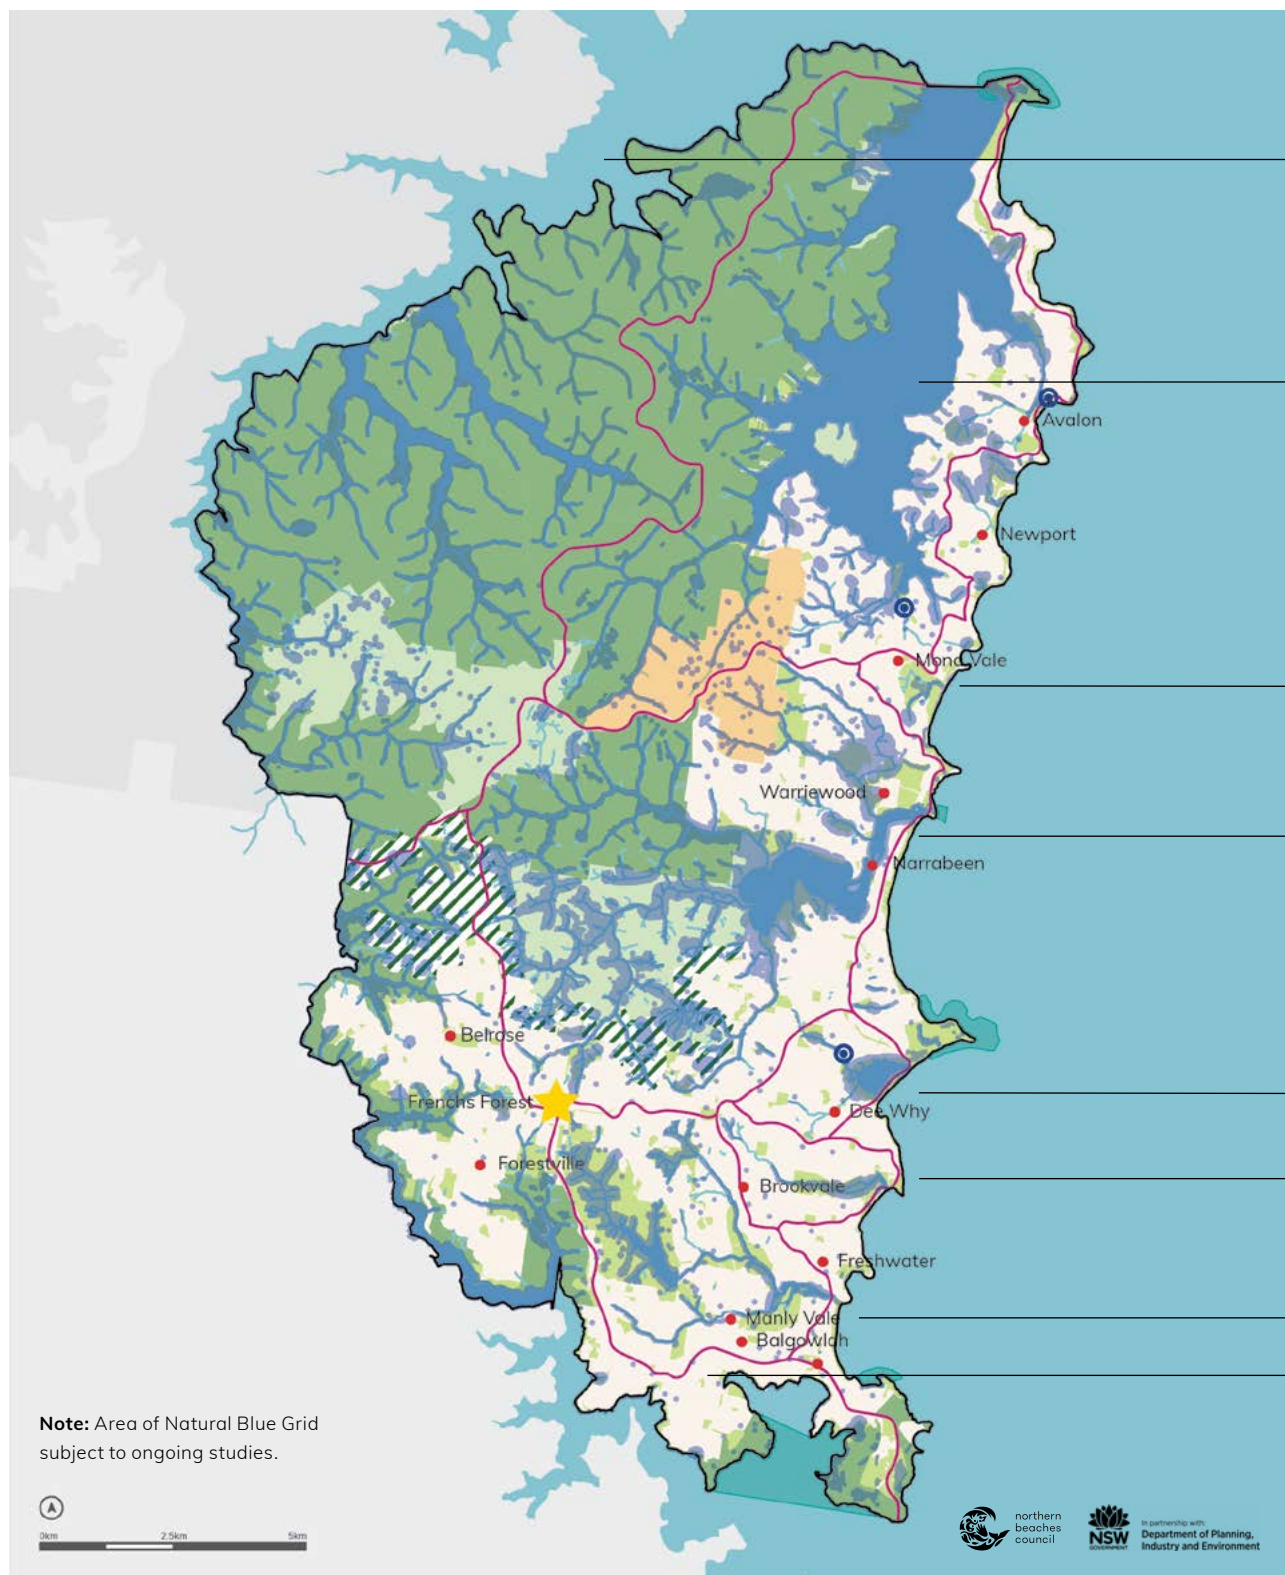 Avalon
Newport
Mona Vale
Warriewood
Narrabeen
Belrose
Frenchs Forest
Dee Why
Forestville
Brookvale
Freshwater
Manly Vale
Balgowlah
Note: Area of Natural Blue Grid
subject to ongoing studies.
0km 2.5km 5km
northern
beaches
council
NSW
GOVERNMENT
In partnership with:
Department of Planning,
Industry and Environment